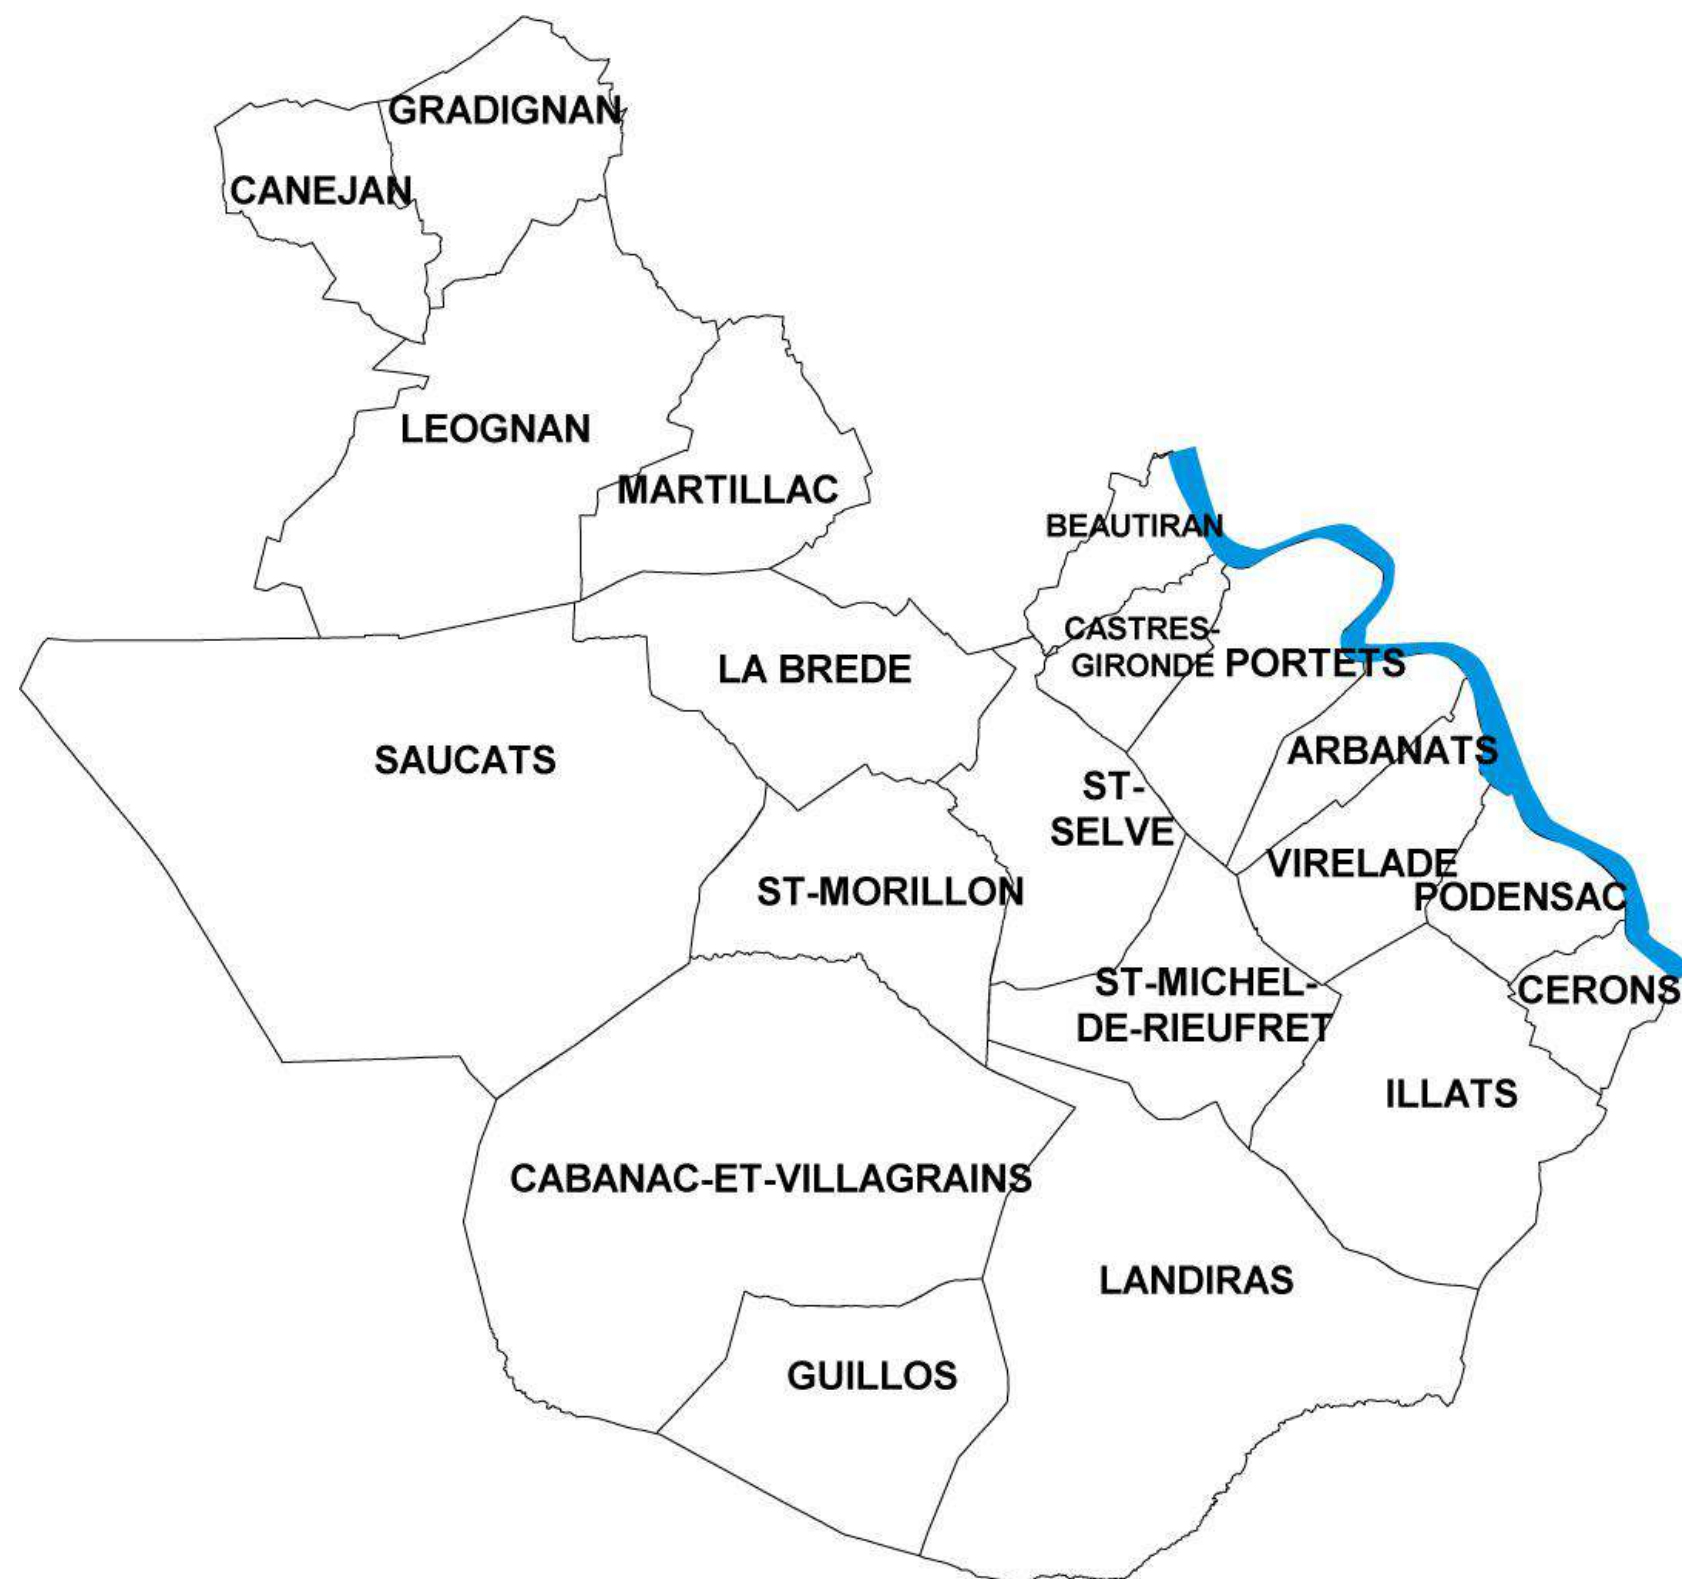 GRADIGNAN
CANEJAN
LEOGNAN
MARTILLAC
BEAUTIRAN
CASTRES-
GIRONDE
PORTETS
LA BREDE
SAUCATS
ARBANATS
ST-
SELVE
VIRELADE
ST-MORILLON
PODENSAC
ST-MICHEL-
DE-RIEUFRET
CERONS
ILLATS
CABANAC-ET-VILLAGRAINS
LANDIRAS
GUILLOS